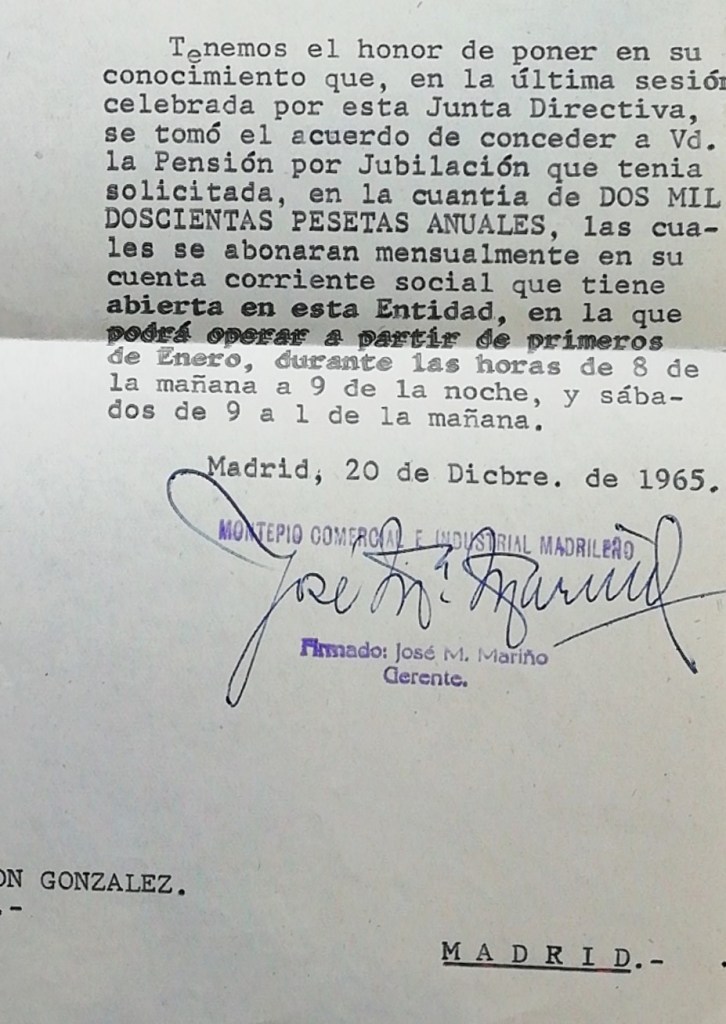 Tenemos el honor de poner en su
conocimiento que, en la última sesión
celebrada por esta Junta Directiva,
se tomó el acuerdo de conceder a Vd.
la Pensión por Jubilación que tenia
solicitada, en la cuantia de DOS MIL
DOSCIENTAS PESETAS ANUALES, las cua-
les se abonaran mensualmente en su
cuenta corriente social que tiene
abierta en esta Entidad, en la que
podrá operar a partir de primeros
de Enero, durante las horas de 8 de
la mañana a 9 de la noche, y sába-
dos de 9 a 1 de la mañana.
Madrid, 20 de Dicbre. de 1965.
MONTEPIO COMERCIAL E INDUSTRIAL MADRILEÑO
José Mª. Mariño
Firmado: José M. Mariño
Gerente.
ON GONZALEZ.
.-
M A D R I D.-